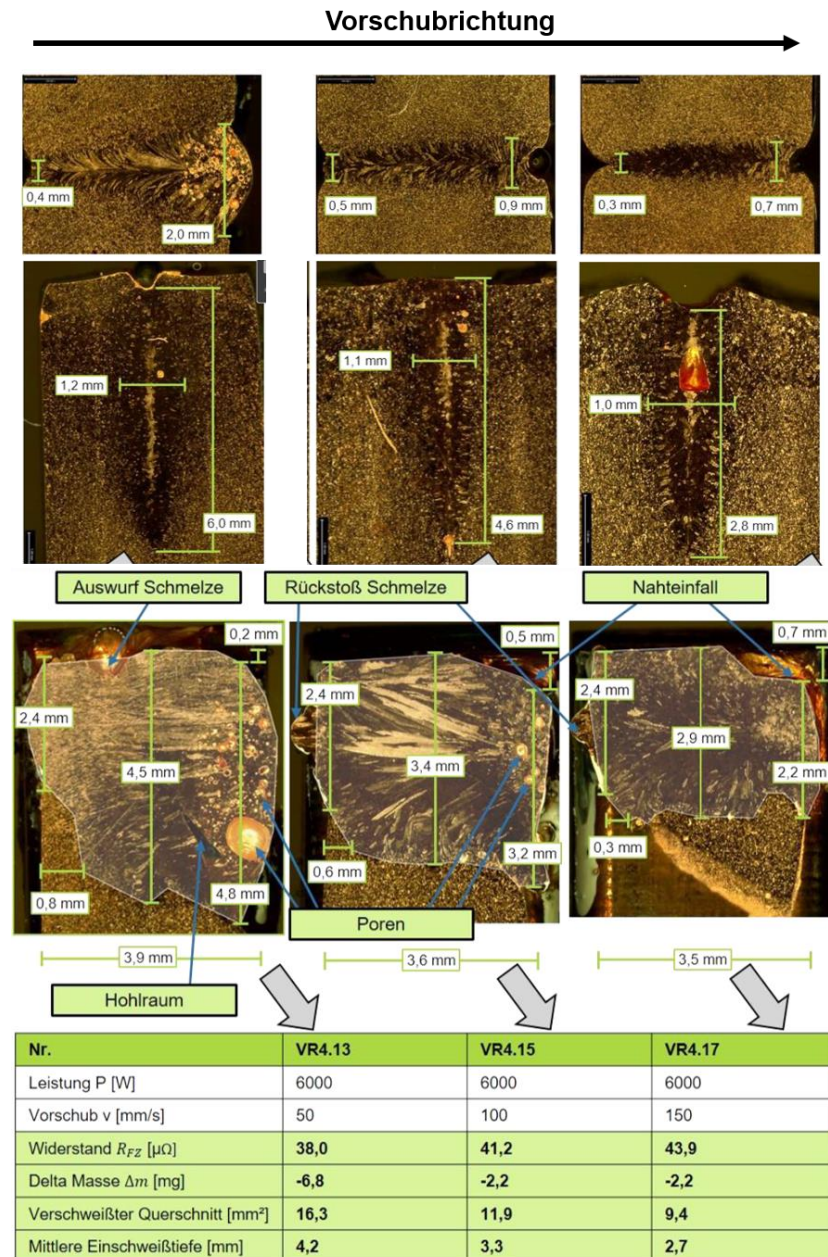 Vorschubrichtung
0,4 mm
2,0 mm
0,5 mm
0,9 mm
0,3 mm
0,7 mm
1,2 mm
6,0 mm
1,1 mm
4,6 mm
1,0 mm
2,8 mm
Auswurf Schmelze
Rückstoß Schmelze
Nahteinfall
0,2 mm
2,4 mm
4,5 mm
0,8 mm
4,8 mm
0,5 mm
2,4 mm
3,4 mm
0,6 mm
3,2 mm
0,7 mm
2,4 mm
2,9 mm
2,2 mm
0,3 mm
Poren
3,9 mm
3,6 mm
3,5 mm
Hohlraum
Nr. VR4.13 VR4.15 VR4.17
Leistung P [W] 6000 6000 6000
Vorschub v [mm/s] 50 100 150
Widerstand R_FZ [µΩ] 38,0 41,2 43,9
Delta Masse Δm [mg] -6,8 -2,2 -2,2
Verschweißter Querschnitt [mm²] 16,3 11,9 9,4
Mittlere Einschweißtiefe [mm] 4,2 3,3 2,7